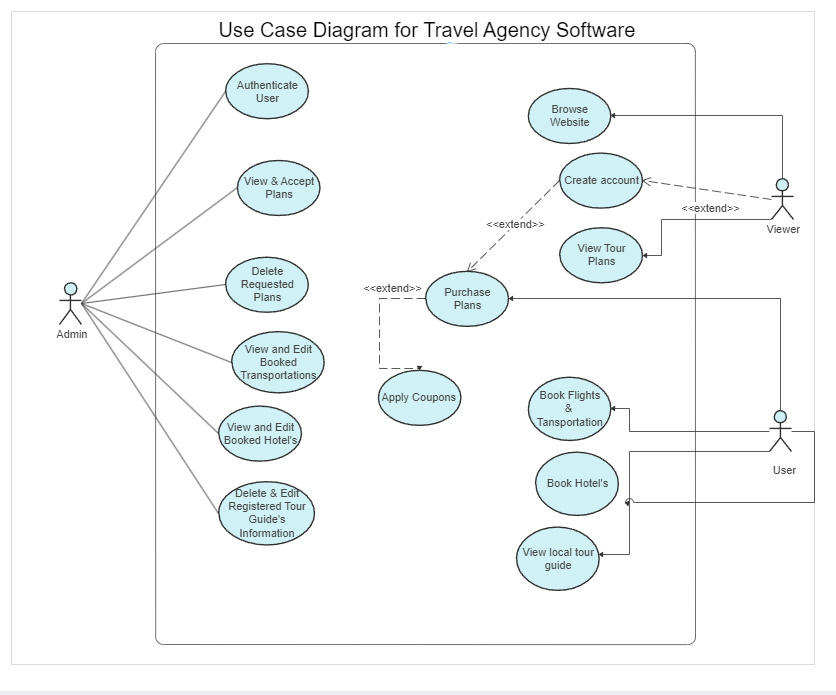 Use Case Diagram for Travel Agency Software
Authenticate
User
View & Accept
Plans
Delete
Requested
Plans
View and Edit
Booked
Transportations
View and Edit
Booked Hotel's
Delete & Edit
Registered Tour
Guide's
Information
Admin
Browse
Website
Create account
<<extend>>
<<extend>>
View Tour
Plans
Viewer
<<extend>>
Purchase
Plans
Apply Coupons
Book Flights
&
Tansportation
Book Hotel's
View local tour
guide
User